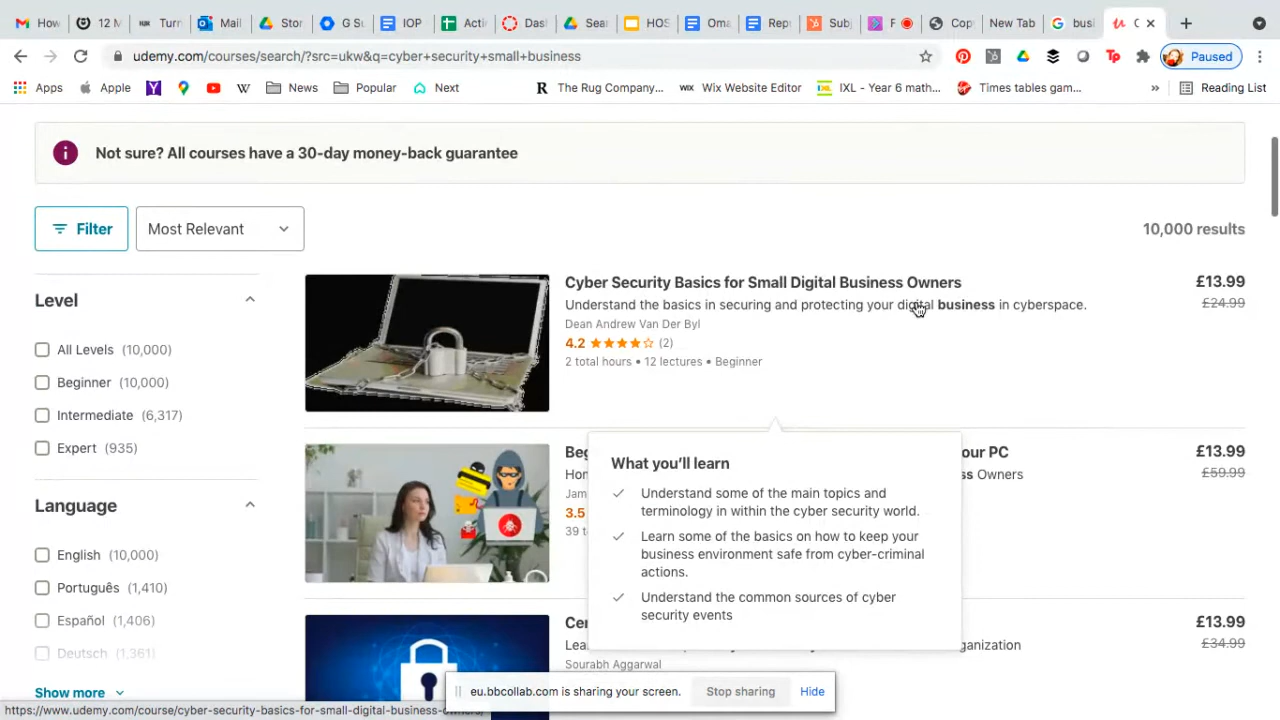 How
12 M
Turn
Mail
Stor
G Su
IOP
Acti
Das
Sear
HOS
Oma
Rep
Sub
F
Cop
New Tab
busi
C
udemy.com/courses/search/?src=ukw&q=cyber+security+small+business
Paused
Apps
Apple
News
Popular
Next
R The Rug Company...
WIX Wix Website Editor
IXL - Year 6 math...
Times tables gam...
»
Reading List
Not sure? All courses have a 30-day money-back guarantee
Filter
Most Relevant
10,000 results
Level
All Levels (10,000)
Beginner (10,000)
Intermediate (6,317)
Expert (935)
Language
English (10,000)
Português (1,410)
Español (1,406)
Deutsch (1,361)
Show more
Cyber Security Basics for Small Digital Business Owners
£13.99
Understand the basics in securing and protecting your digital business in cyberspace.
£24.99
Dean Andrew Van Der Byl
4.2 (2)
2 total hours • 12 lectures • Beginner
Beg
our PC
£13.99
Hon
ss Owners
£59.99
Jam
3.5
39 t
What you'll learn
Understand some of the main topics and
terminology in within the cyber security world.
Learn some of the basics on how to keep your
business environment safe from cyber-criminal
actions.
Understand the common sources of cyber
security events
Cer
£13.99
Lea
ganization
£34.99
Sourabh Aggarwal
eu.bbcollab.com is sharing your screen.
Stop sharing
Hide
https://www.udemy.com/course/cyber-security-basics-for-small-digital-business-owners/